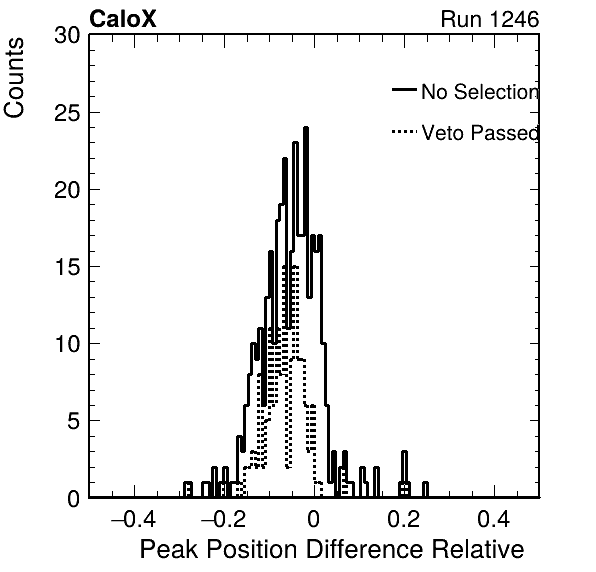 CaloX Run 1246
Counts
30
25
20
15
10
5
0
No Selection
Veto Passed
−0.4 −0.2 0 0.2 0.4
Peak Position Difference Relative